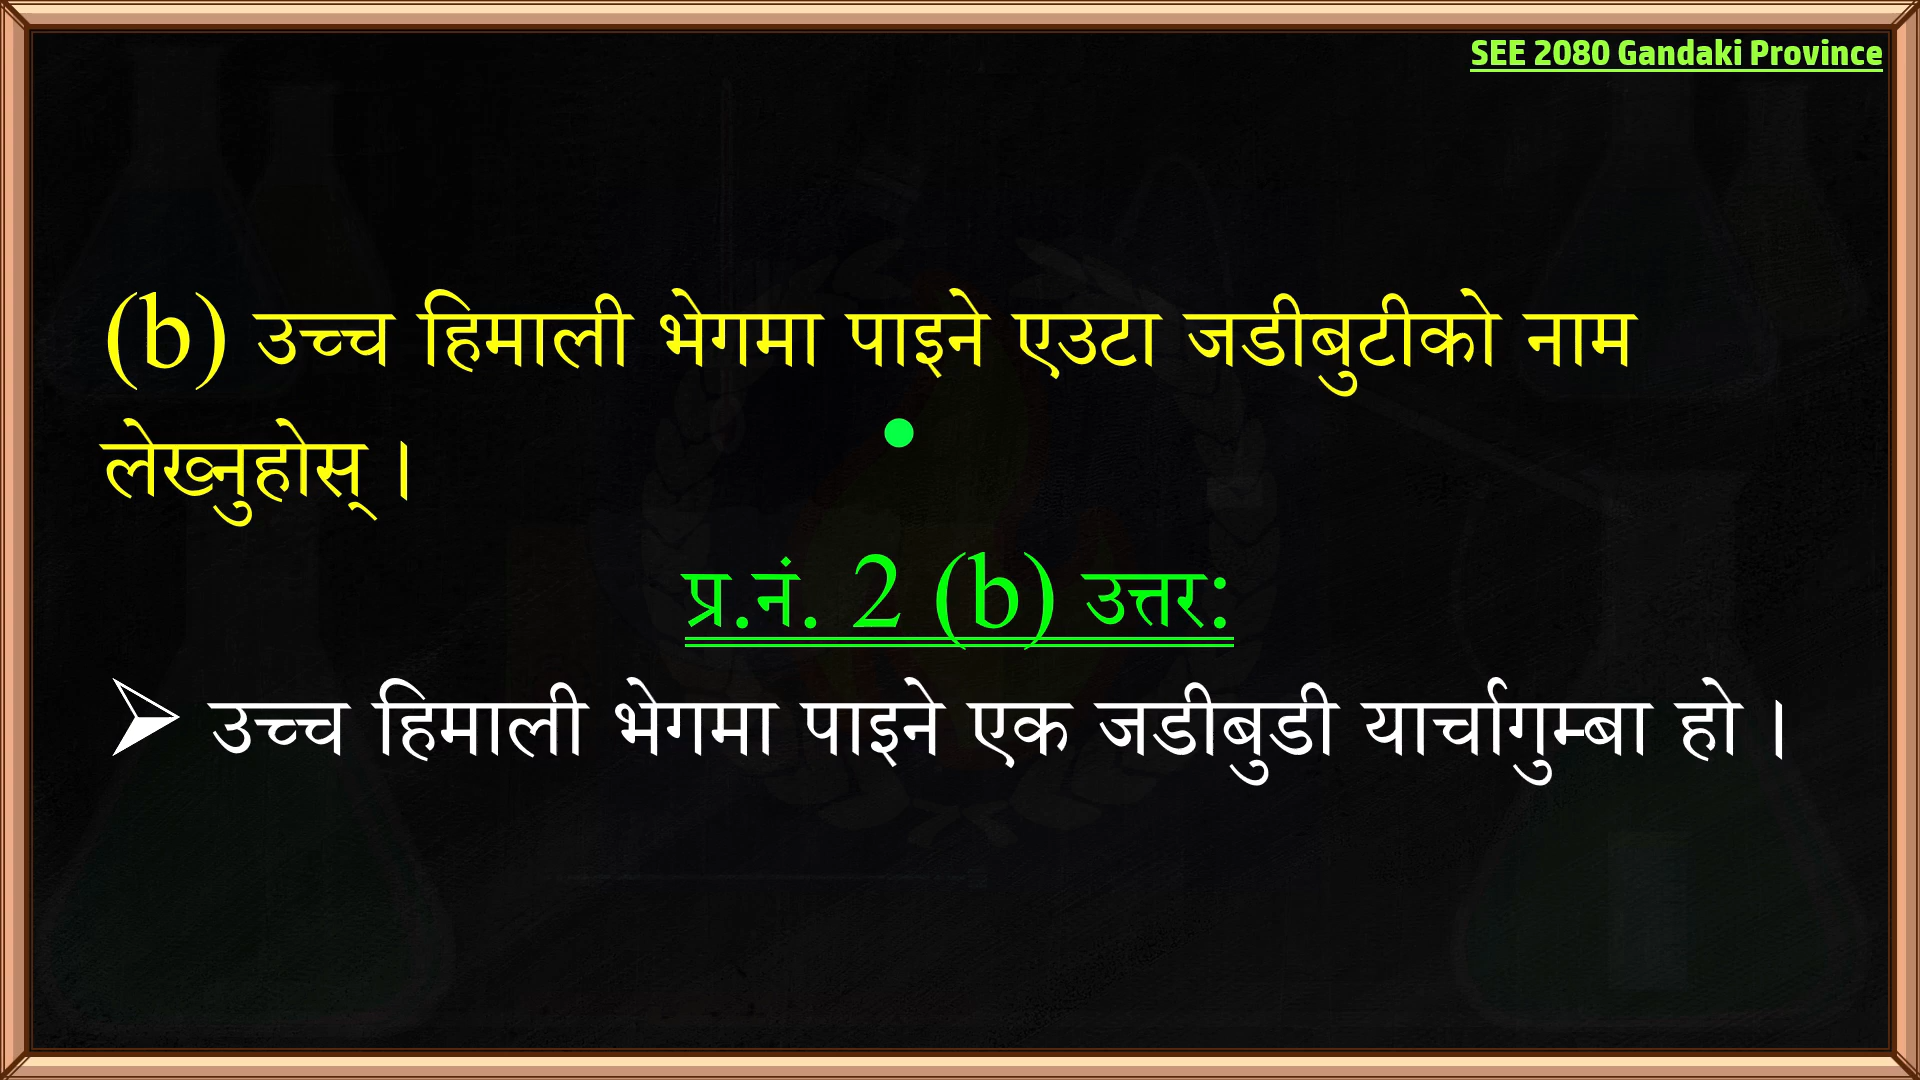 SEE 2080 Gandaki Province
(b) उच्च हिमाली भेगमा पाइने एउटा जडीबुटीको नाम
लेख्नुहोस् ।
प्र.नं. 2 (b) उत्तर:
➢ उच्च हिमाली भेगमा पाइने एक जडीबुडी यार्चागुम्बा हो ।